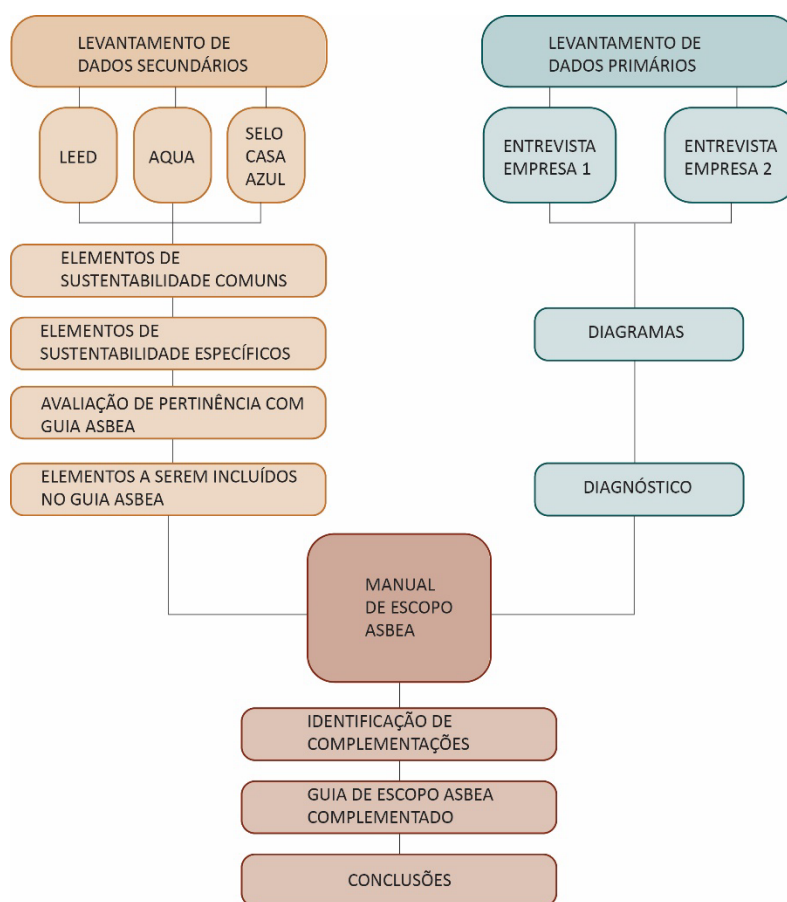 LEVANTAMENTO DE
DADOS SECUNDÁRIOS
LEED
AQUA
SELO
CASA
AZUL
ELEMENTOS DE
SUSTENTABILIDADE COMUNS
ELEMENTOS DE
SUSTENTABILIDADE ESPECÍFICOS
AVALIAÇÃO DE PERTINÊNCIA COM
GUIA ASBEA
ELEMENTOS A SEREM INCLUÍDOS
NO GUIA ASBEA
LEVANTAMENTO DE
DADOS PRIMÁRIOS
ENTREVISTA
EMPRESA 1
ENTREVISTA
EMPRESA 2
DIAGRAMAS
DIAGNÓSTICO
MANUAL
DE ESCOPO
ASBEA
IDENTIFICAÇÃO DE
COMPLEMENTAÇÕES
GUIA DE ESCOPO ASBEA
COMPLEMENTADO
CONCLUSÕES